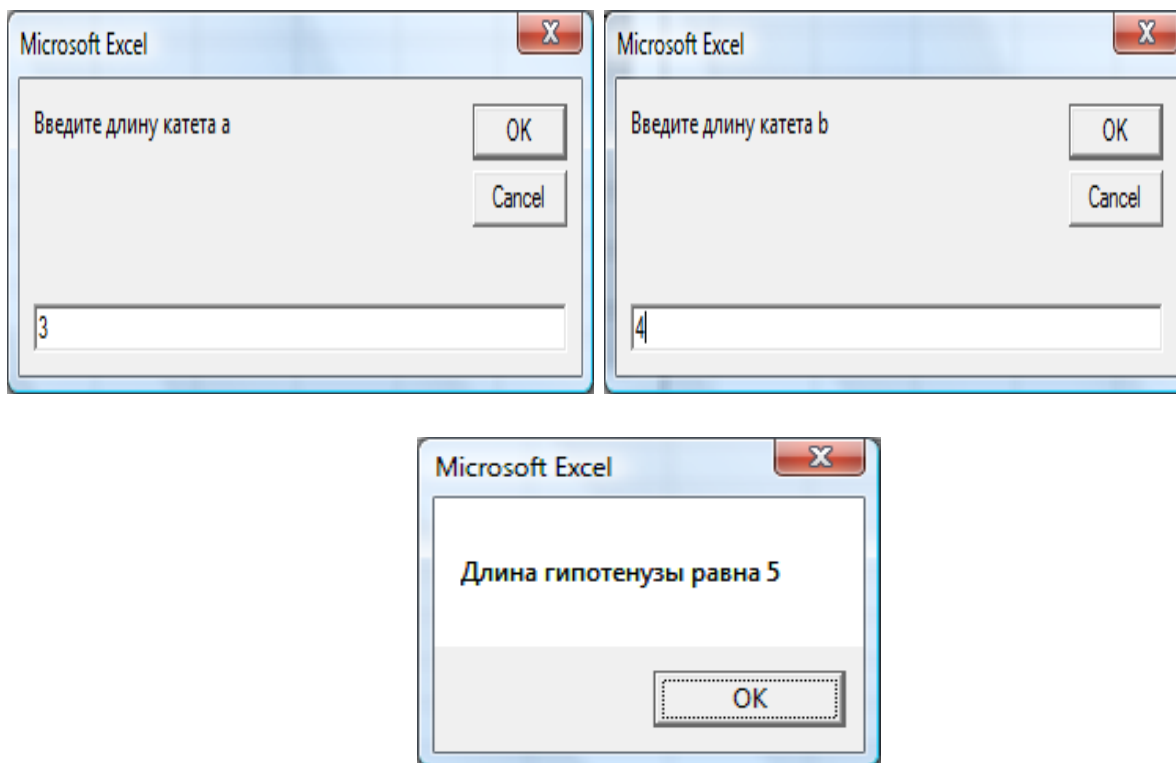 Microsoft Excel
Введите длину катета a
OK
Cancel
3
Microsoft Excel
Введите длину катета b
OK
Cancel
4
Microsoft Excel
Длина гипотенузы равна 5
OK